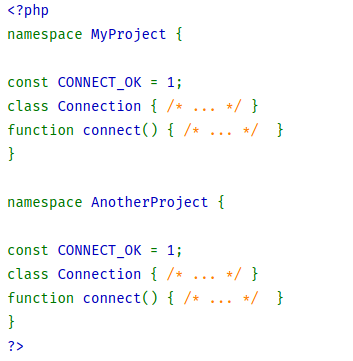 <?php
namespace MyProject {

const CONNECT_OK = 1;
class Connection { /* ... */ }
function connect() { /* ... */  }
}

namespace AnotherProject {

const CONNECT_OK = 1;
class Connection { /* ... */ }
function connect() { /* ... */  }
}
?>